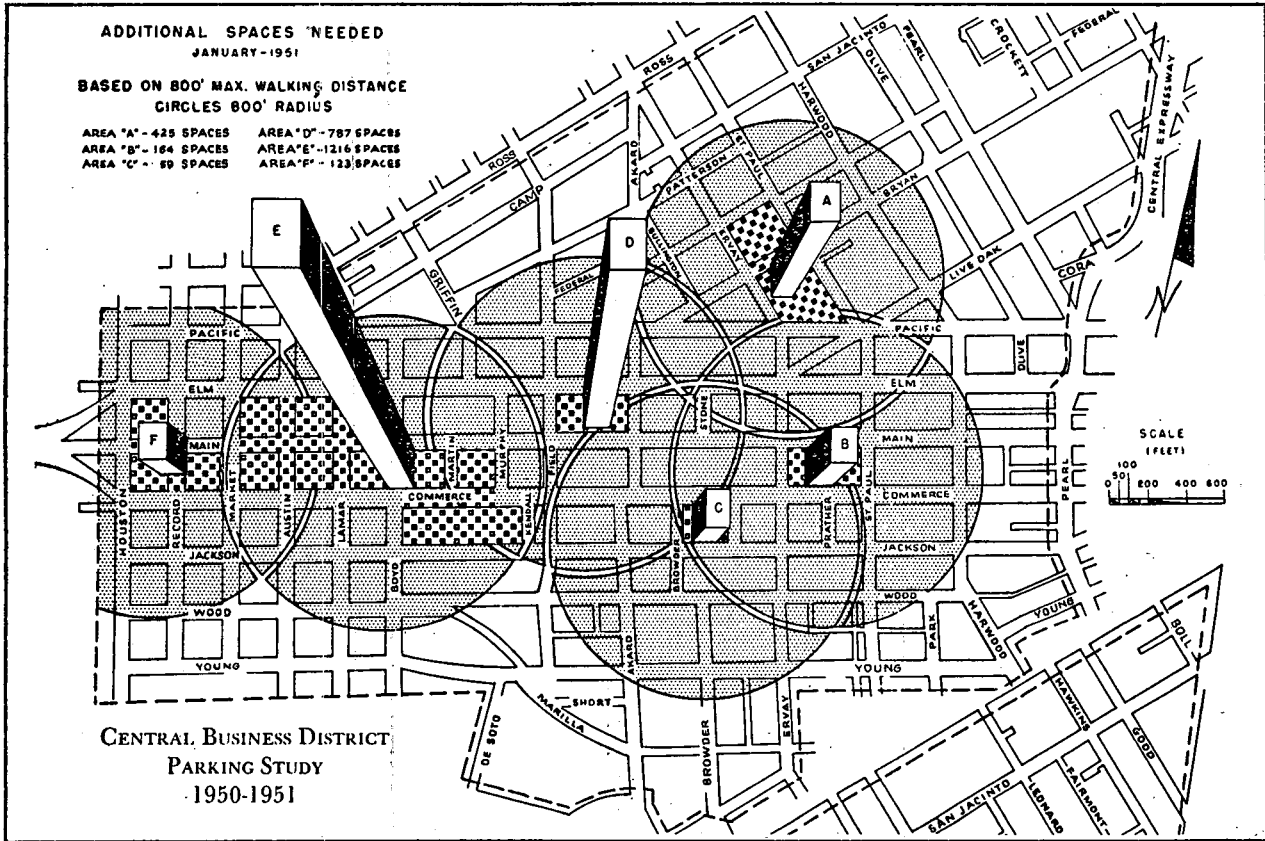 ADDITIONAL SPACES NEEDED
JANUARY-1951
BASED ON 800' MAX. WALKING DISTANCE
CIRCLES 800' RADIUS
AREA "A" - 425 SPACES AREA "D" - 787 SPACES
AREA "B" - 164 SPACES AREA "E" - 1216 SPACES
AREA "C" - 59 SPACES AREA "F" - 123 SPACES
ROSS
SAN JACINTO
OLIVE
PEARL
CROCKETT
FEDERAL
HARWOOD
CENTRAL EXPRESSWAY
ROSS
CAMP
AKARD
PATTERSON
ST. PAUL
BRYAN
A
E
D
ERVAY
LIVE OAK
CORA
GRIFFIN
FEDERAL
PACIFIC
PACIFIC
OLIVE
ELM
ELM
STONE
F
MAIN
MARTIN
MURPHY
FIELD
B
MAIN
SCALE
(FEET)
100
50 200 400 600
HOUSTON
RECORD
MARKET
AUSTIN
LAMAR
COMMERCE
KENDALL
C
PRATHER
ST. PAUL
COMMERCE
PEARL
JACKSON
BOYD
BROWDER
JACKSON
WOOD
WOOD
PARK
HARWOOD
YOUNG
BOLL
YOUNG
AKARD
YOUNG
DE SOTO
MARILLA
SHORT
BROWDER
ERVAY
HAWKINS
GOOD
SAN JACINTO
LEONARD
FAIRMONT
CENTRAL BUSINESS DISTRICT
PARKING STUDY
1950-1951